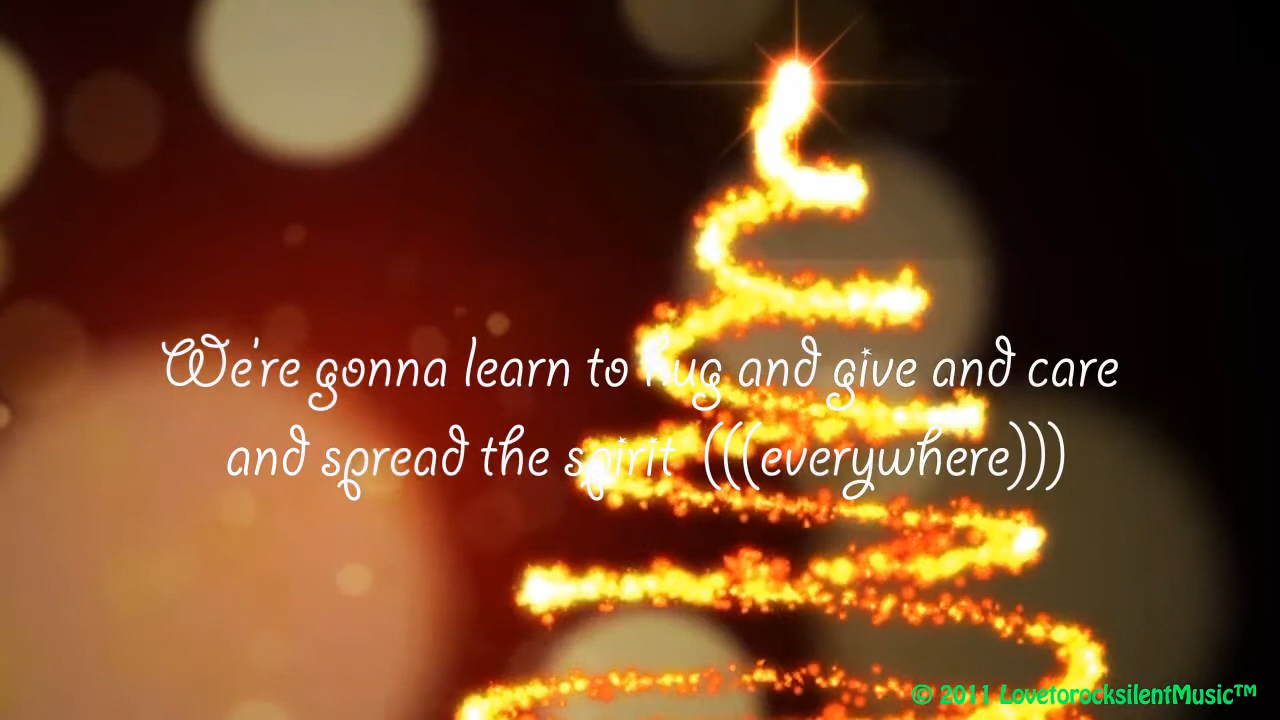 We're gonna learn to hug and give and care
and spread the spirit (((everywhere)))
© 2011 LovetorocksilentMusic™